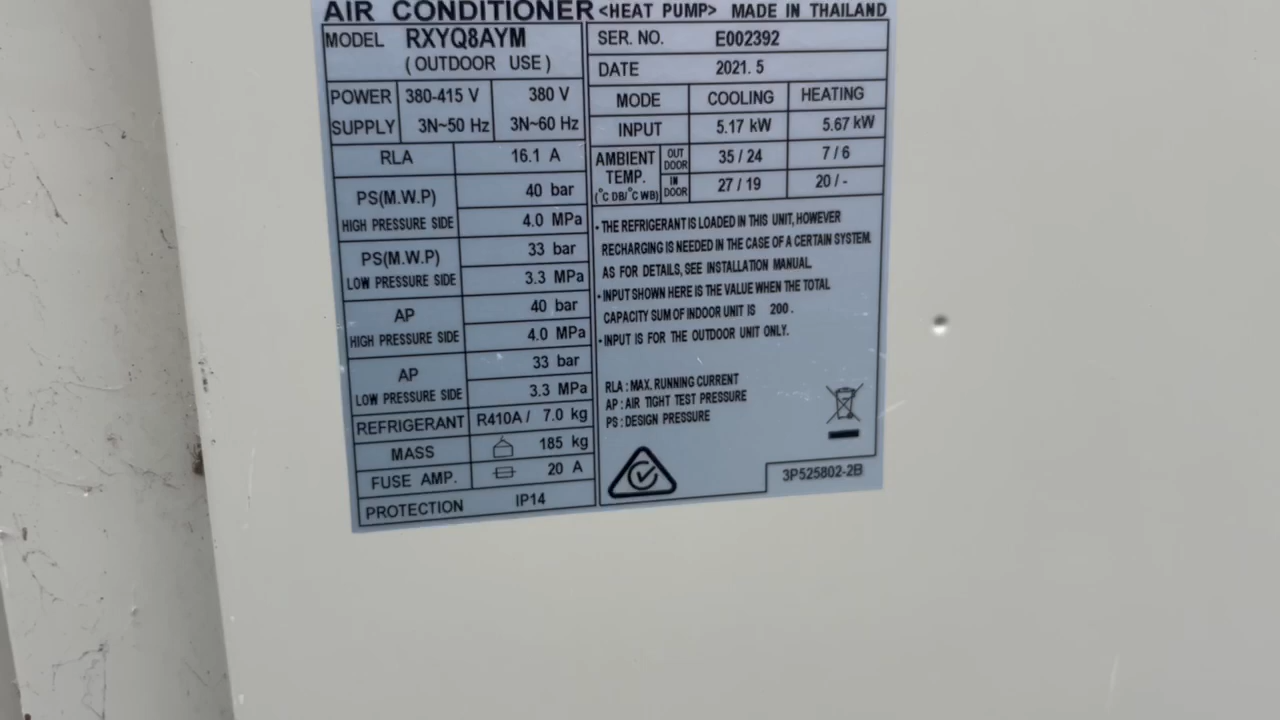 AIR CONDITIONER <HEAT PUMP> MADE IN THAILAND
MODEL RXYQ8AYM
(OUTDOOR USE)
POWER SUPPLY 380-415 V 3N~50 Hz 380 V 3N~60 Hz
RLA 16.1 A
PS(M.W.P) HIGH PRESSURE SIDE 40 bar
4.0 MPa
PS(M.W.P) LOW PRESSURE SIDE 33 bar
3.3 MPa
AP HIGH PRESSURE SIDE 40 bar
4.0 MPa
AP LOW PRESSURE SIDE 33 bar
3.3 MPa
REFRIGERANT R410A / 7.0 kg
MASS 185 kg
FUSE AMP. 20 A
PROTECTION IP14
SER. NO. E002392
DATE 2021. 5
MODE COOLING HEATING
INPUT 5.17 kW 5.67 kW
AMBIENT TEMP. (°C DB/°C WB) OUT DOOR 35 / 24 7 / 6
IN DOOR 27 / 19 20 / -
• THE REFRIGERANT IS LOADED IN THIS UNIT, HOWEVER
RECHARGING IS NEEDED IN THE CASE OF A CERTAIN SYSTEM.
AS FOR DETAILS, SEE INSTALLATION MANUAL
• INPUT SHOWN HERE IS THE VALUE WHEN THE TOTAL
CAPACITY SUM OF INDOOR UNIT IS 200 .
• INPUT IS FOR THE OUTDOOR UNIT ONLY.
RLA : MAX. RUNNING CURRENT
AP : AIR TIGHT TEST PRESSURE
PS : DESIGN PRESSURE
3P525802-2B